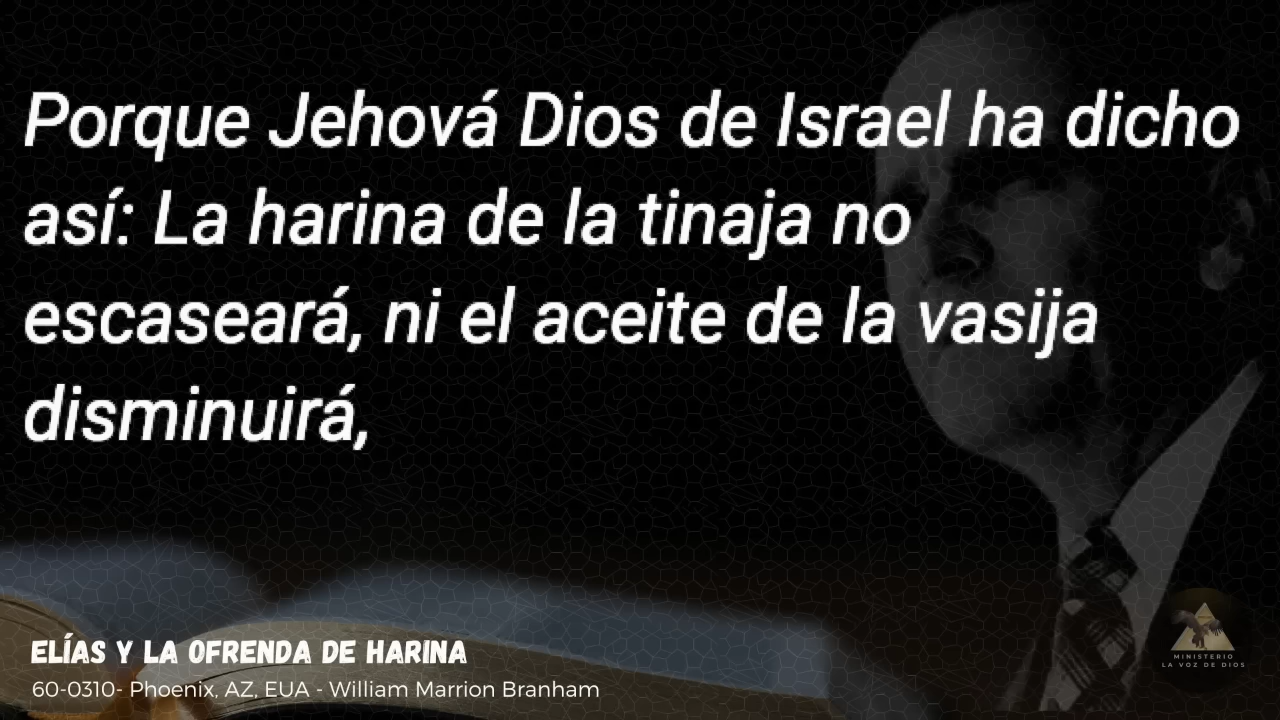 Porque Jehová Dios de Israel ha dicho
así: La harina de la tinaja no
escaseará, ni el aceite de la vasija
disminuirá,
ELÍAS Y LA OFRENDA DE HARINA
60-0310- Phoenix, AZ, EUA - William Marrion Branham
MINISTERIO
LA VOZ DE DIOS